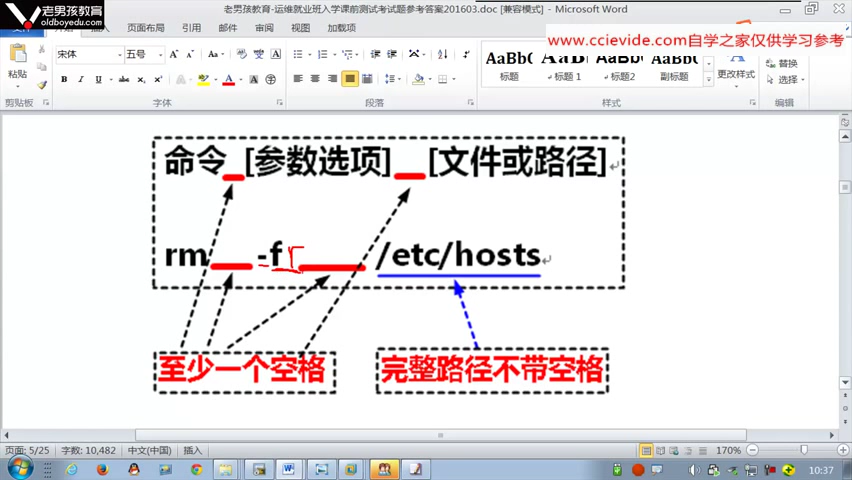 老男孩教育
oldboyedu.com
老男孩教育-运维就业班入学课前测试考试题参考答案201603.doc [兼容模式] - Microsoft Word
www.ccievide.com自学之家仅供学习参考
页面布局 引用 邮件 审阅 视图 加载项
粘贴
宋体 五号
AaBbC AaB AaBbC AaBb(
标题 标题 1 标题2 副标题
更改样式
替换
选择
剪贴板 字体 段落 样式 编辑
命令 [参数选项] [文件或路径]
rm -f r /etc/hosts
至少一个空格 完整路径不带空格
页面: 5/25 字数: 10,482 中文(中国) 插入 170%
10:37